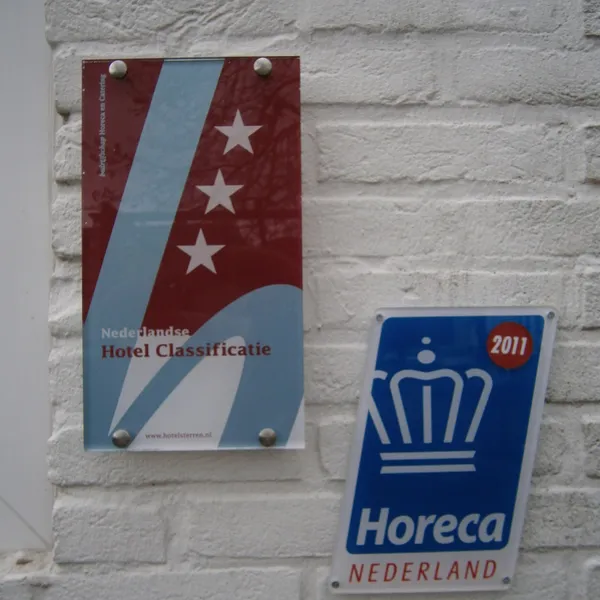 Bedrijfschap Horeca en Catering
Nederlandse
Hotel Classificatie
www.hotelsterren.nl
2011
Horeca
NEDERLAND